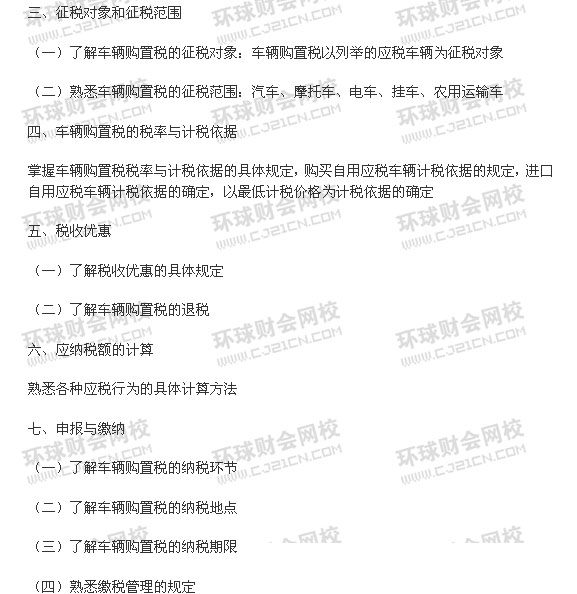 三、征税对象和征税范围
（一）了解车辆购置税的征税对象：车辆购置税以列举的应税车辆为征税对象
（二）熟悉车辆购置税的征税范围：汽车、摩托车、电车、挂车、农用运输车
四、车辆购置税的税率与计税依据
掌握车辆购置税税率与计税依据的具体规定，购买自用应税车辆计税依据的规定，进口
自用应税车辆计税依据的确定，以最低计税价格为计税依据的确定
五、税收优惠
（一）了解税收优惠的具体规定
（二）了解车辆购置税的退税
六、应纳税额的计算
熟悉各种应税行为的具体计算方法
七、申报与缴纳
（一）了解车辆购置税的纳税环节
（二）了解车辆购置税的纳税地点
（三）了解车辆购置税的纳税期限
（四）熟悉缴税管理的规定
环球财会网校
WWW.CJ21CN.COM